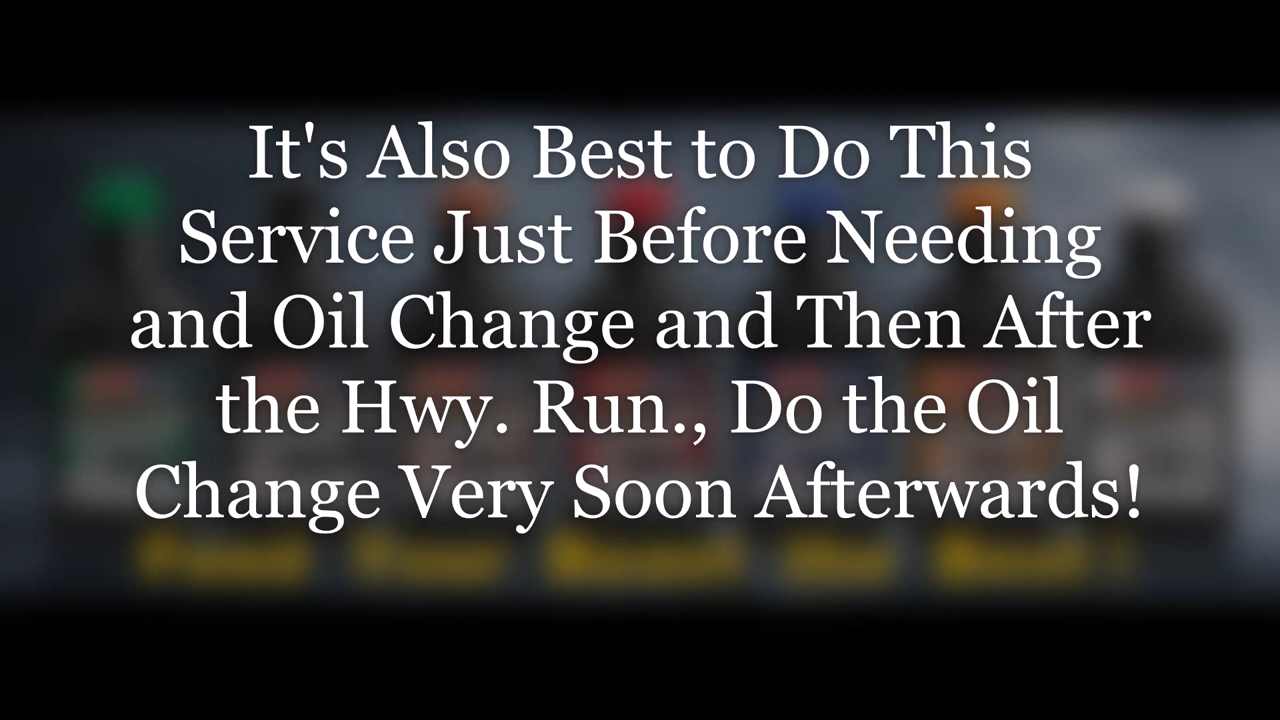 It's Also Best to Do This
Service Just Before Needing
and Oil Change and Then After
the Hwy. Run., Do the Oil
Change Very Soon Afterwards!